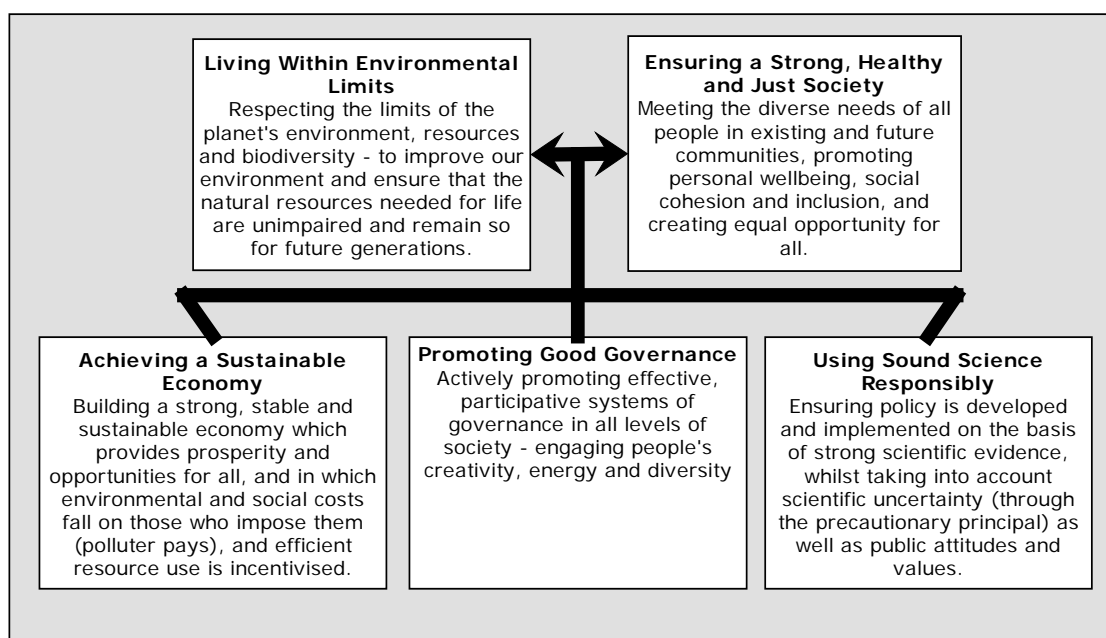 Living Within Environmental
Limits
Respecting the limits of the
planet's environment, resources
and biodiversity - to improve our
environment and ensure that the
natural resources needed for life
are unimpaired and remain so
for future generations.
Ensuring a Strong, Healthy
and Just Society
Meeting the diverse needs of all
people in existing and future
communities, promoting
personal wellbeing, social
cohesion and inclusion, and
creating equal opportunity for
all.
Achieving a Sustainable
Economy
Building a strong, stable and
sustainable economy which
provides prosperity and
opportunities for all, and in which
environmental and social costs
fall on those who impose them
(polluter pays), and efficient
resource use is incentivised.
Promoting Good Governance
Actively promoting effective,
participative systems of
governance in all levels of
society - engaging people's
creativity, energy and diversity
Using Sound Science
Responsibly
Ensuring policy is developed
and implemented on the basis
of strong scientific evidence,
whilst taking into account
scientific uncertainty (through
the precautionary principal) as
well as public attitudes and
values.